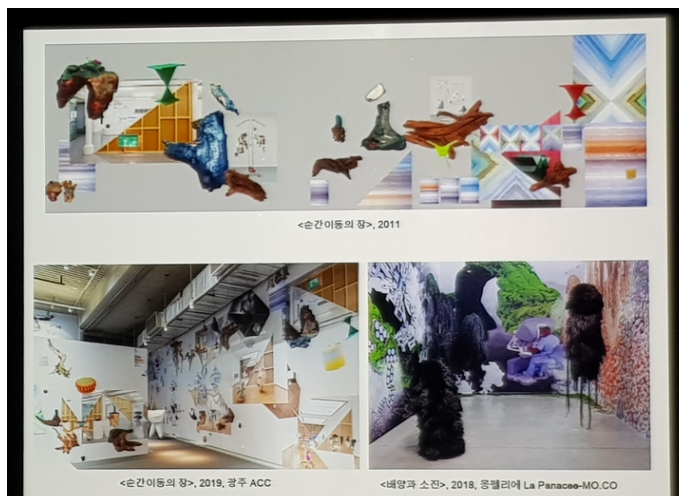 <순간이동의 장>, 2011
<순간이동의 장>, 2019, 광주 ACC
<배양과 소진>, 2018, 몽펠리에 La Panacee-MO.CO